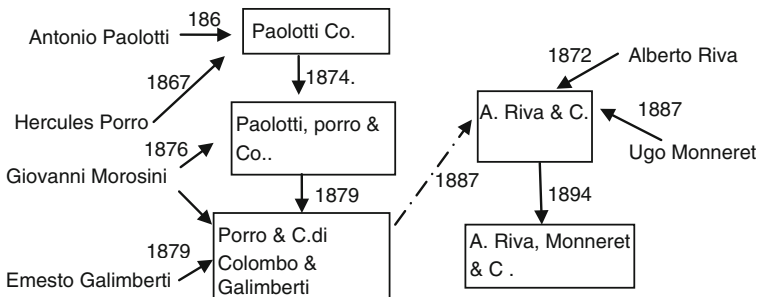 186
Antonio Paolotti
Paolotti Co.
1867
1874.
Hercules Porro
Paolotti, porro &
Co..
1876
Giovanni Morosini
1879
Porro & C.di
Colombo &
Galimberti
1879
Emesto Galimberti
1887
1872
Alberto Riva
A. Riva & C.
1887
Ugo Monneret
1894
A. Riva, Monneret
& C .